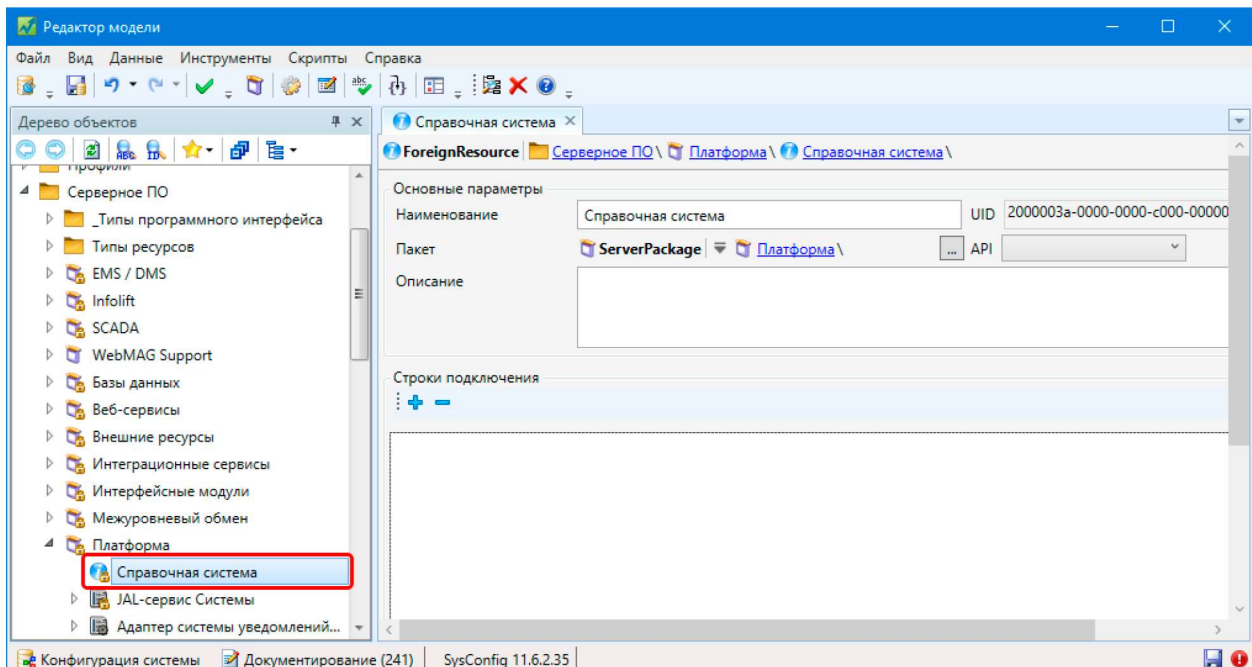 Редактор модели
Файл Вид Данные Инструменты Скрипты Справка
Дерево объектов
Справочная система
ForeignResource Серверное ПО\ Платформа\ Справочная система\
ABC ID
Профили
Серверное ПО
_Типы программного интерфейса
Типы ресурсов
EMS / DMS
Infolift
SCADA
WebMAG Support
Базы данных
Веб-сервисы
Внешние ресурсы
Интеграционные сервисы
Интерфейсные модули
Межуровневый обмен
Платформа
Справочная система
JAL-сервис Системы
Адаптер системы уведомлений...
Основные параметры
Наименование Справочная система UID 2000003a-0000-0000-c000-00000
Пакет ServerPackage Платформа\ ... API
Описание
Строки подключения
Конфигурация системы Документирование (241) SysConfig 11.6.2.35